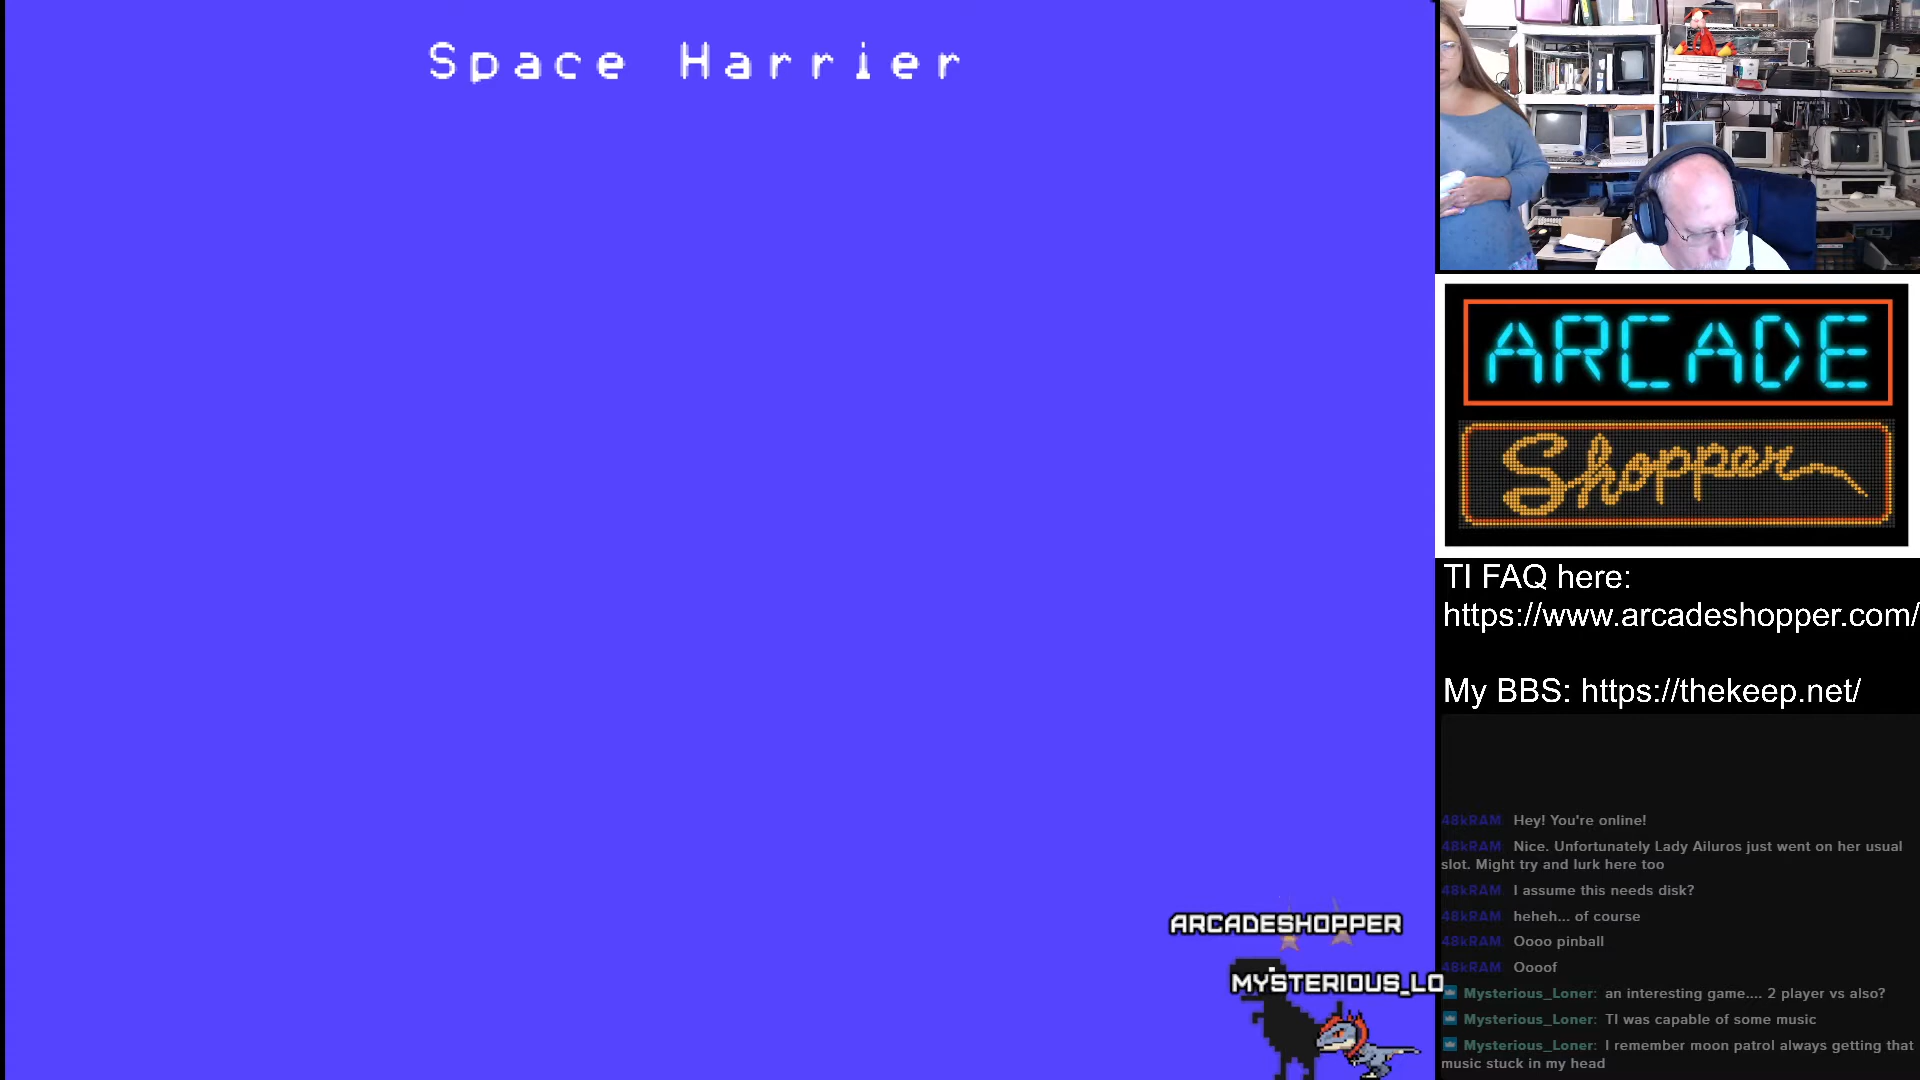 Space Harrier
ARCADE
Shopper
TI FAQ here:
https://www.arcadeshopper.com/
My BBS: https://thekeep.net/
48kRAM Hey! You're online!
48kRAM Nice. Unfortunately Lady Ailuros just went on her usual
slot. Might try and lurk here too
48kRAM I assume this needs disk?
48kRAM heheh... of course
48kRAM Oooo pinball
48kRAM Oooof
Mysterious_Loner: an interesting game.... 2 player vs also?
Mysterious_Loner: TI was capable of some music
Mysterious_Loner: I remember moon patrol always getting that
music stuck in my head
ARCADESHOPPER
MYSTERIOUS_LO